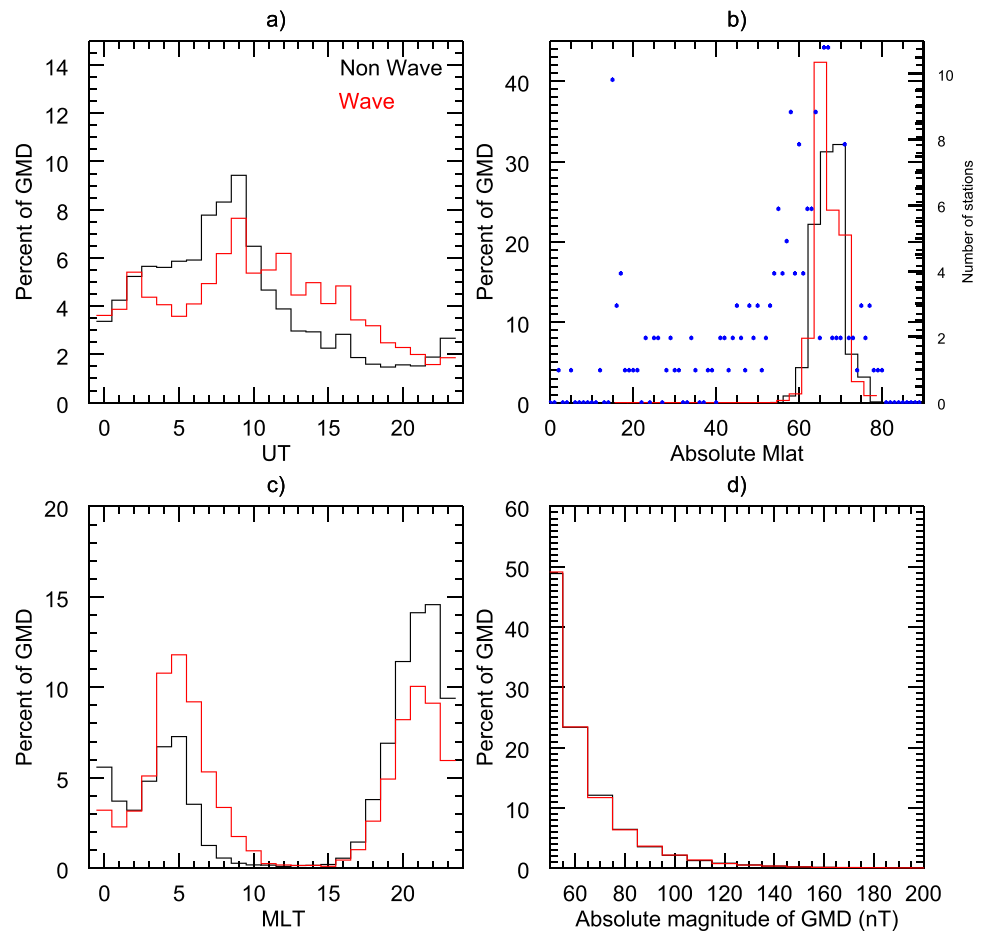 a)
Non Wave
Wave
Percent of GMD
14
12
10
8
6
4
2
0
0 5 10 15 20
UT
b)
Percent of GMD
40
30
20
10
0
0 20 40 60 80
Absolute Mlat
10
8
6
4
2
0
Number of stations
c)
Percent of GMD
20
15
10
5
0
0 5 10 15 20
MLT
d)
Percent of GMD
60
50
40
30
20
10
0
60 80 100 120 140 160 180 200
Absolute magnitude of GMD (nT)